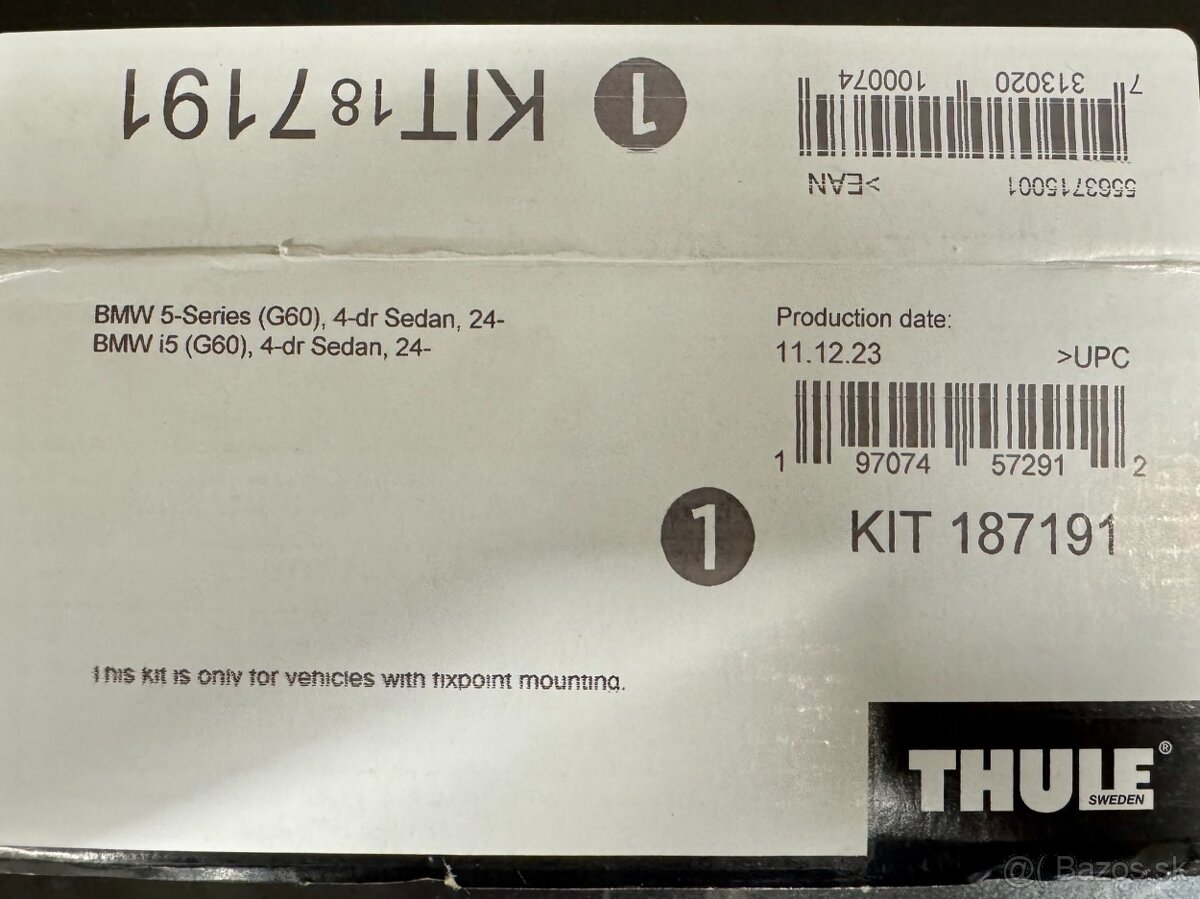 KIT 187191
1
7 313020 100074
5563715001 >EAN
BMW 5-Series (G60), 4-dr Sedan, 24-
BMW i5 (G60), 4-dr Sedan, 24-
Production date:
11.12.23 >UPC
1 97074 57291 2
1 KIT 187191
This kit is only for vehicles with fixpoint mounting.
THULE®
SWEDEN
@( Bazos.sk